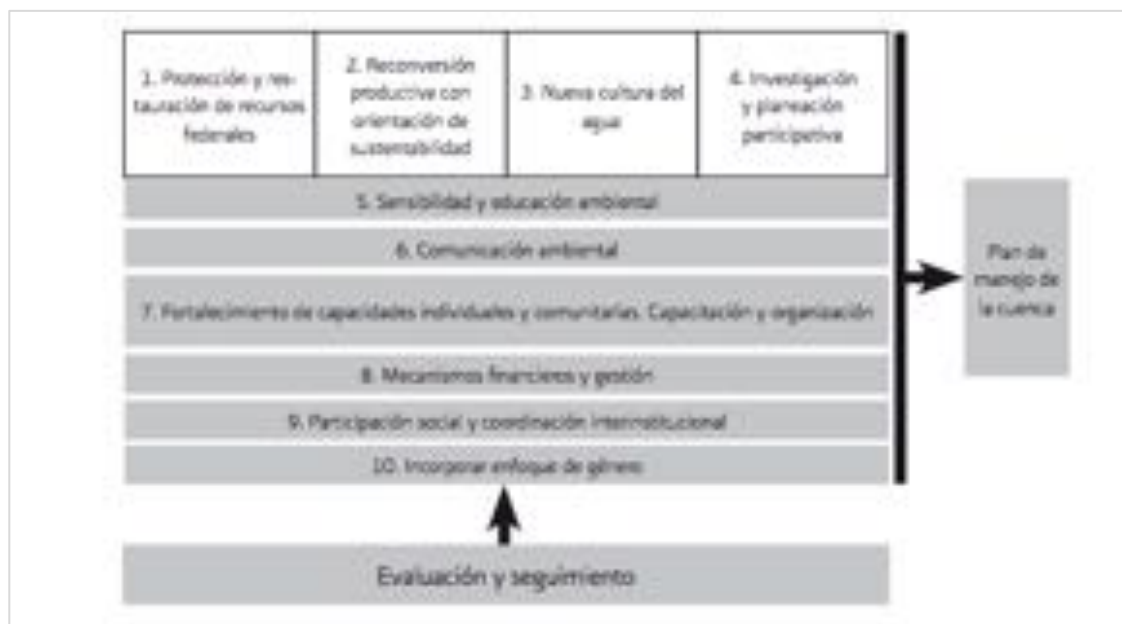 1. Protección y res-
tauración de recursos
federales
2. Reconversión
productiva con
orientación de
sustentabilidad
3. Nueva cultura del
agua
4. Investigación
y planeación
participativa
5. Sensibilidad y educación ambiental
6. Comunicación ambiental
7. Fortalecimiento de capacidades individuales y comunitarias. Capacitación y organización
8. Mecanismos financieros y gestión
9. Participación social y coordinación interinstitucional
10. Incorporar enfoque de género
Plan de
manejo de
la cuenca
Evaluación y seguimiento